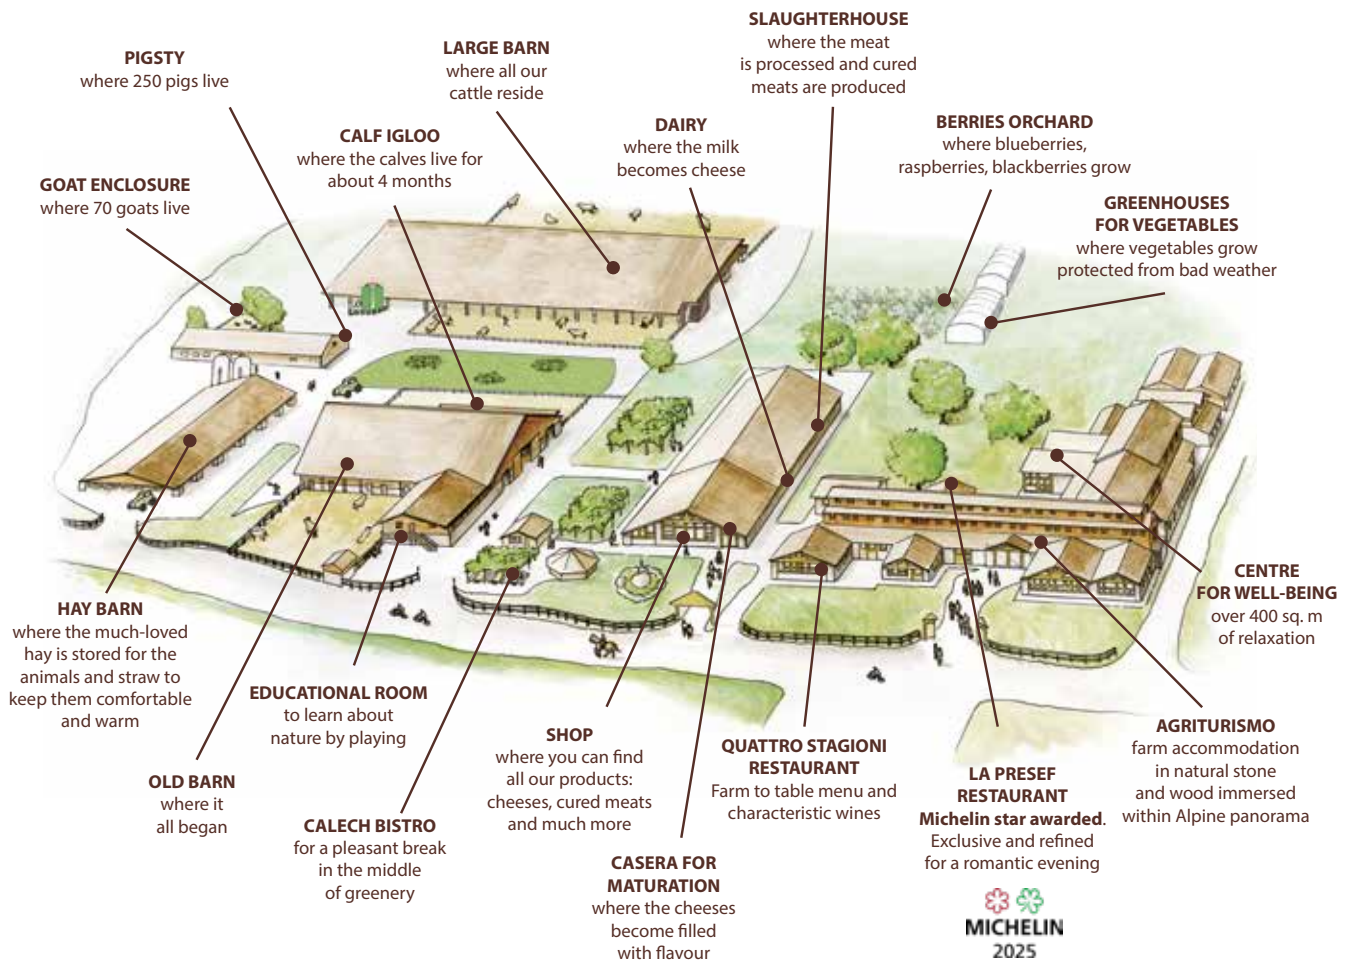 SLAUGHTERHOUSE
where the meat
is processed and cured
meats are produced
LARGE BARN
where all our
cattle reside
PIGSTY
where 250 pigs live
DAIRY
where the milk
becomes cheese
BERRIES ORCHARD
where blueberries,
raspberries, blackberries grow
CALF IGLOO
where the calves live for
about 4 months
GOAT ENCLOSURE
where 70 goats live
GREENHOUSES
FOR VEGETABLES
where vegetables grow
protected from bad weather
CENTRE
FOR WELL-BEING
over 400 sq. m
of relaxation
HAY BARN
where the much-loved
hay is stored for the
animals and straw to
keep them comfortable
and warm
EDUCATIONAL ROOM
to learn about
nature by playing
OLD BARN
where it
all began
CALECH BISTRO
for a pleasant break
in the middle
of greenery
SHOP
where you can find
all our products:
cheeses, cured meats
and much more
CASERA FOR
MATURATION
where the cheeses
become filled
with flavour
QUATTRO STAGIONI
RESTAURANT
Farm to table menu and
characteristic wines
LA PRESEF
RESTAURANT
Michelin star awarded.
Exclusive and refined
for a romantic evening
AGRITURISMO
farm accommodation
in natural stone
and wood immersed
within Alpine panorama
MICHELIN
2025